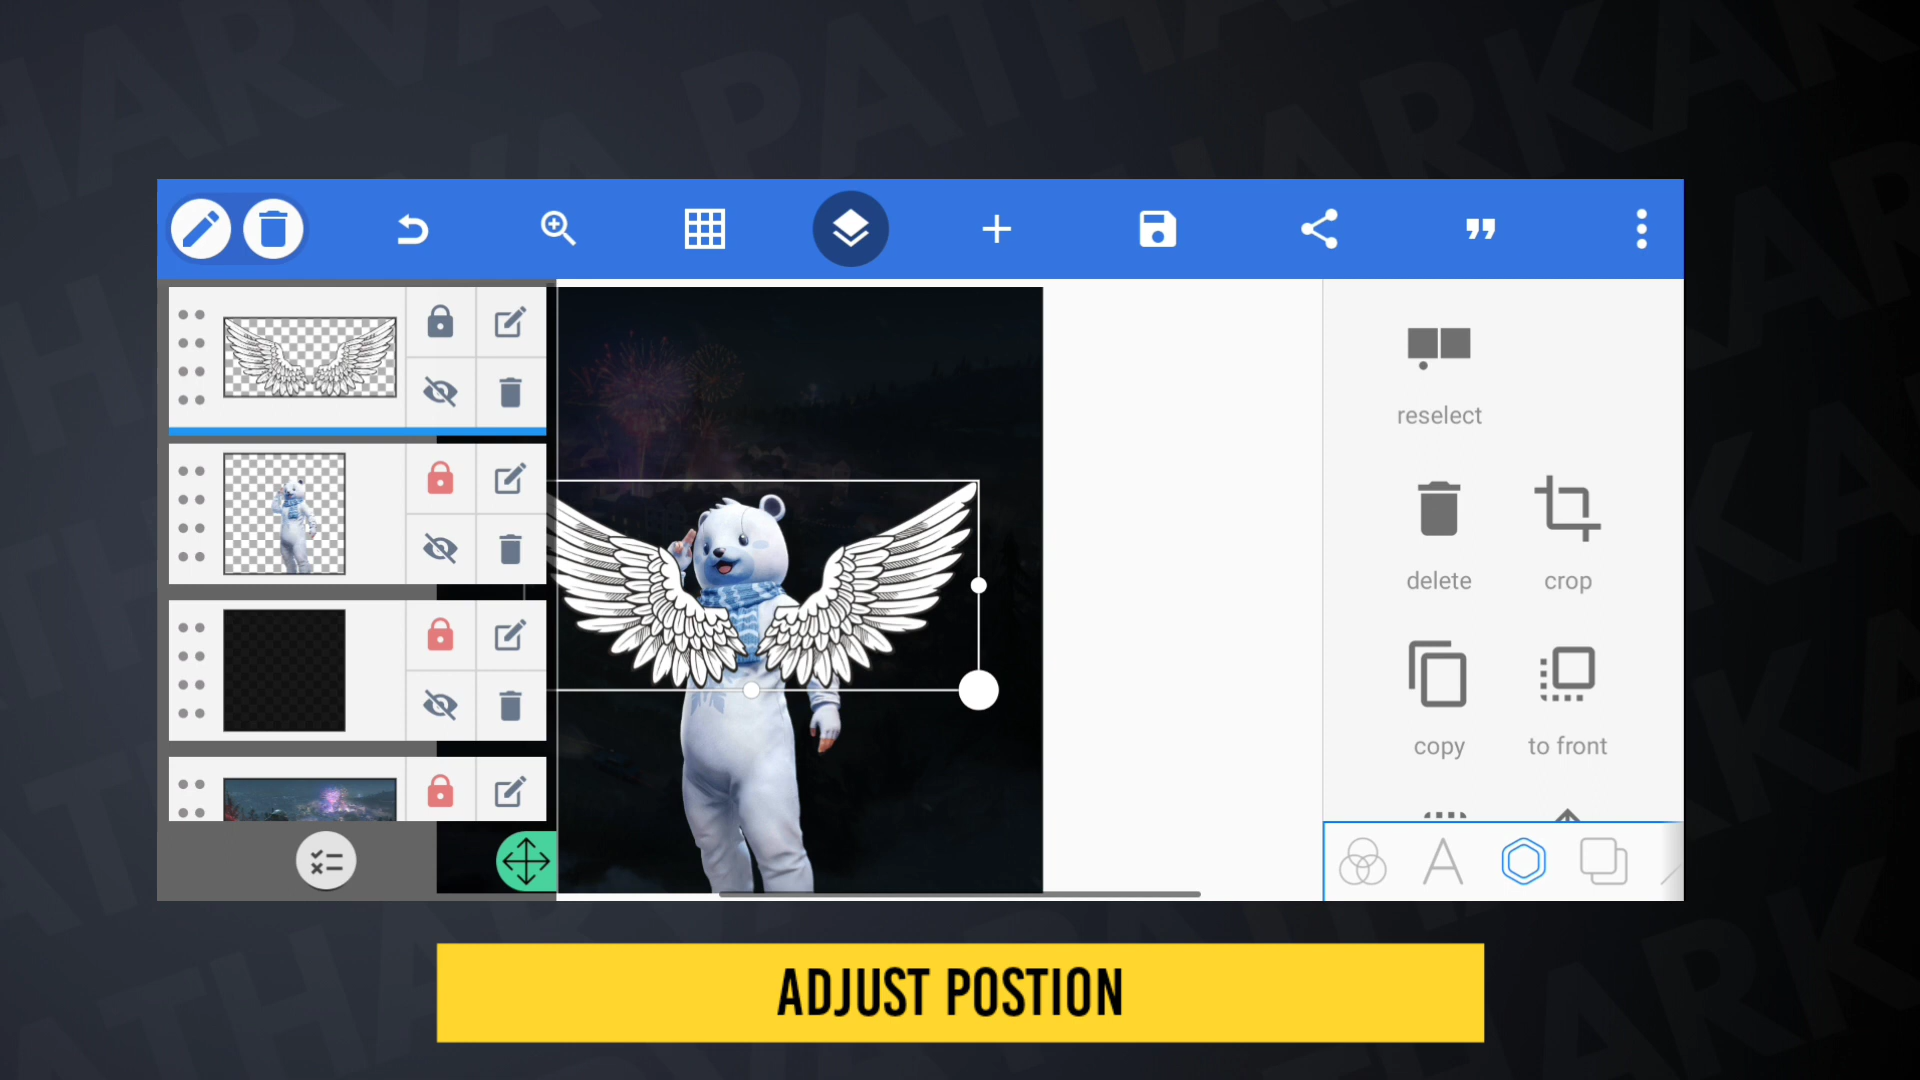 reselect
delete
crop
copy
to front
ADJUST POSTION